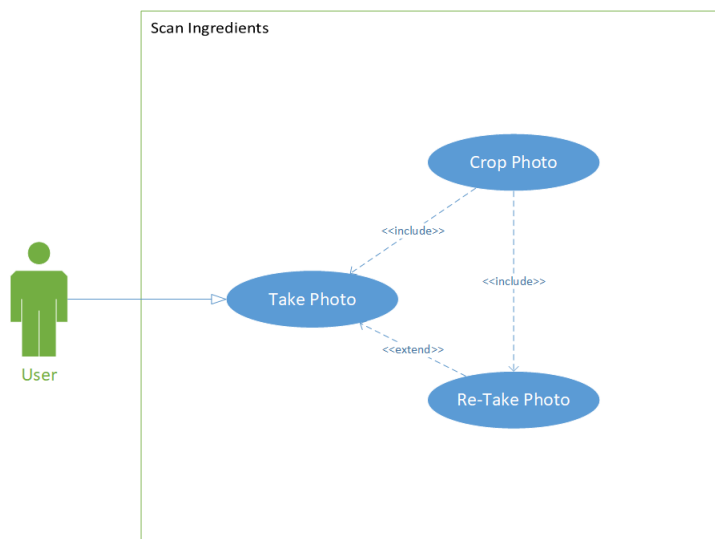 Scan Ingredients
Crop Photo
<<include>>
<<include>>
Take Photo
<<extend>>
User
Re-Take Photo